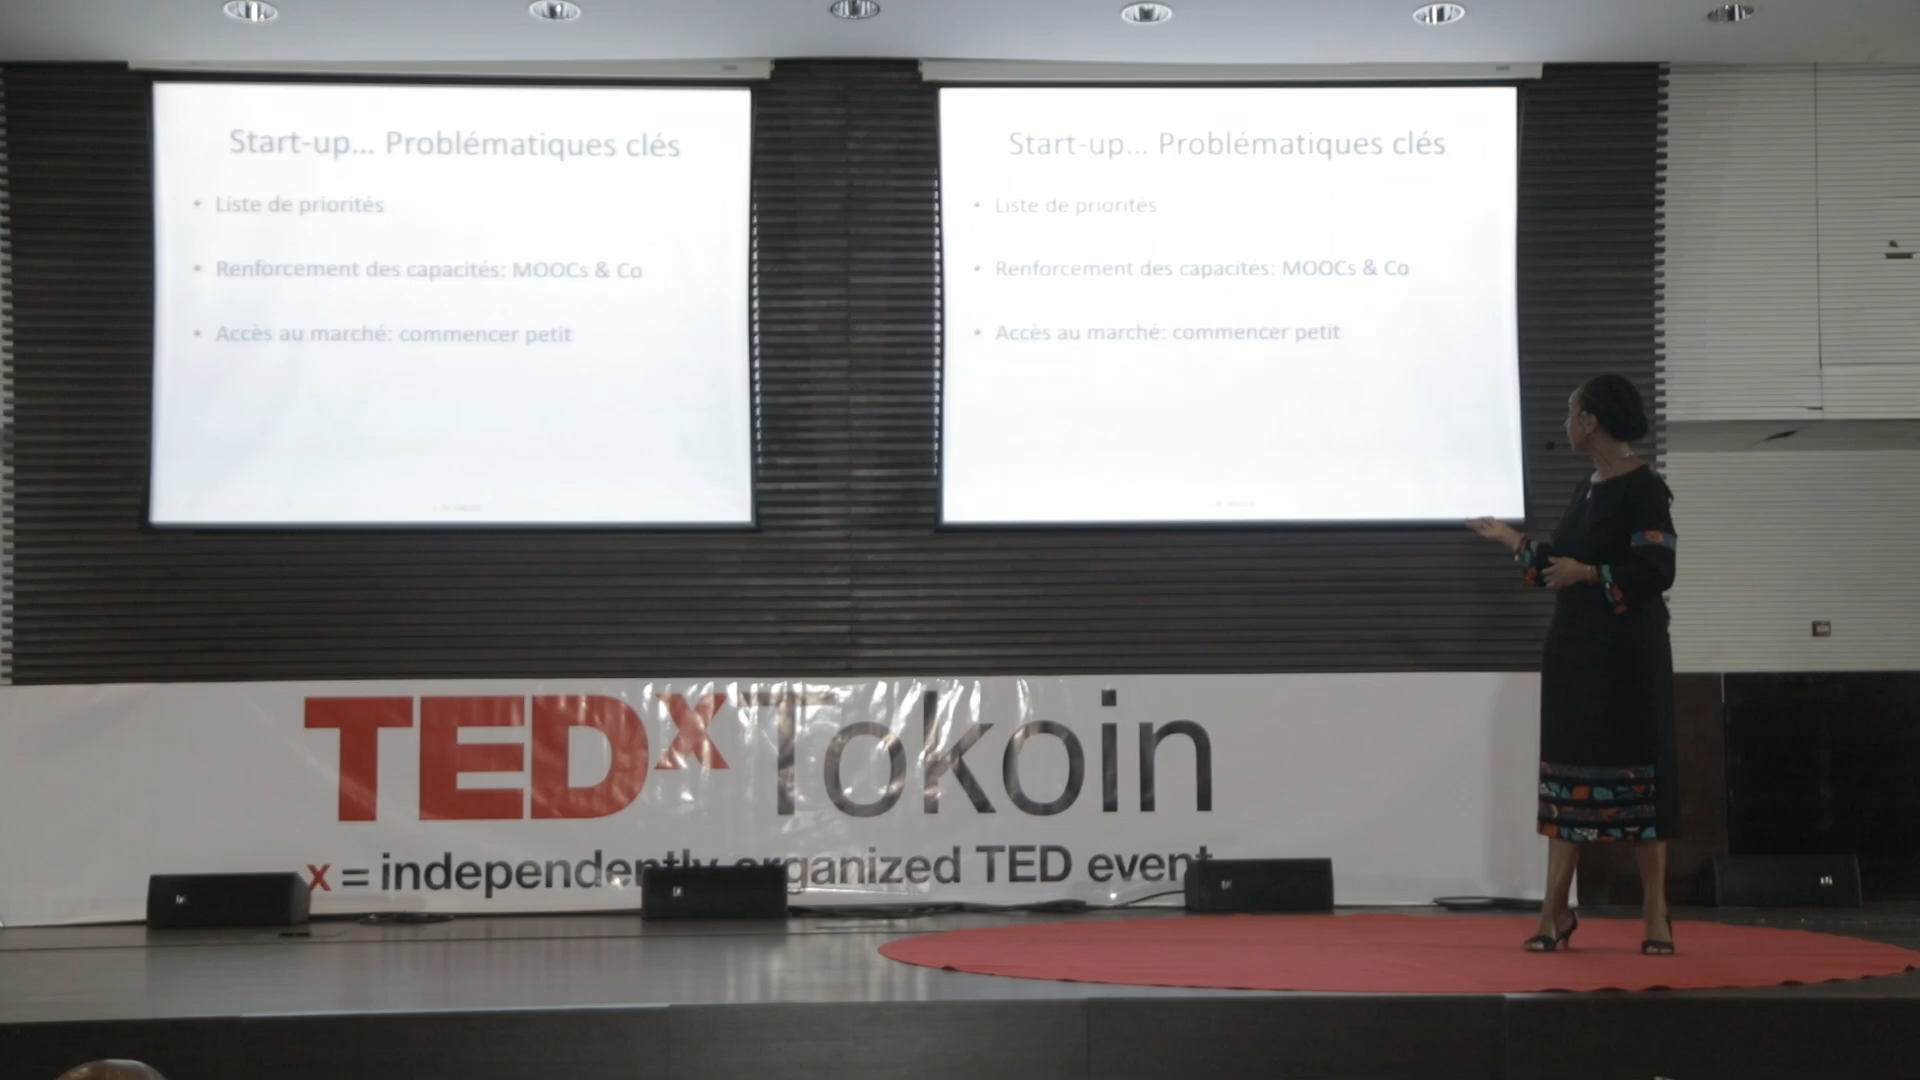 Start-up... Problématiques clés
• Liste de priorités
• Renforcement des capacités: MOOCs & Co
• Accès au marché: commencer petit
Start-up... Problématiques clés
• Liste de priorités
• Renforcement des capacités: MOOCs & Co
• Accès au marché: commencer petit
TEDxTokoin
x = independently organized TED event